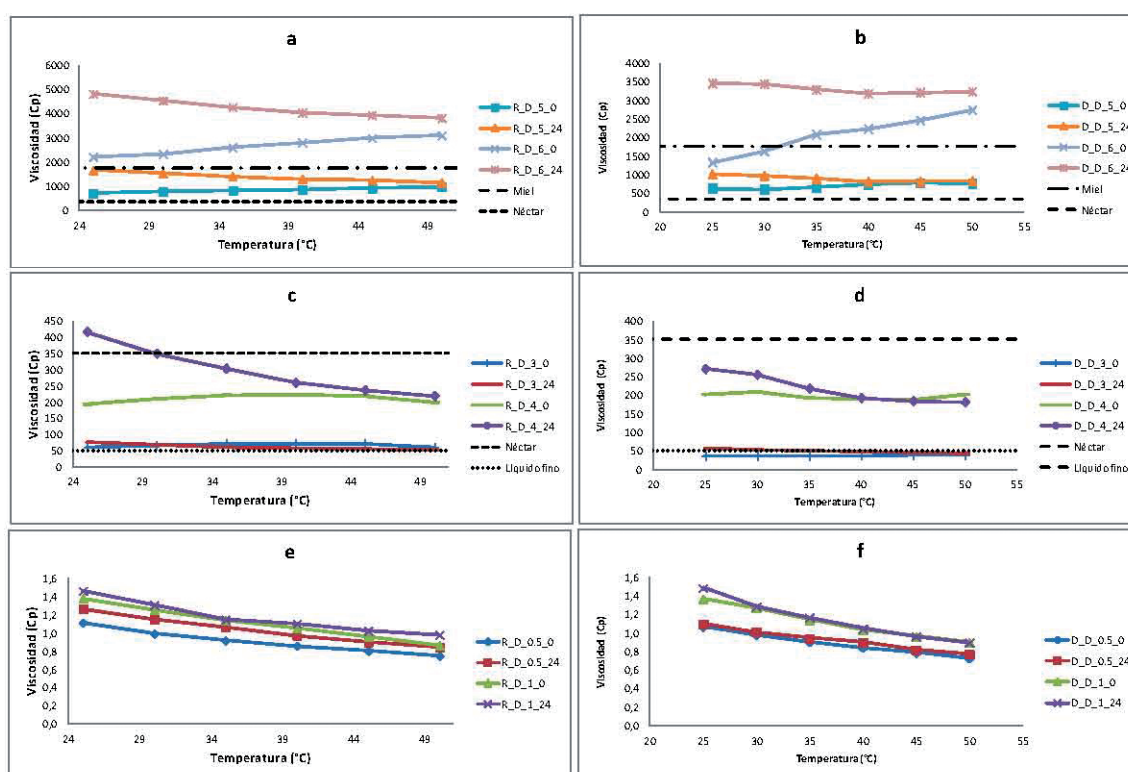 a
Viscosidad (Cp)
6000
5000
4000
3000
2000
1000
0
24
29
34
39
44
49
Temperatura (°C)
R_D_5_0
R_D_5_24
R_D_6_0
R_D_6_24
Miel
Néctar
b
Viscosidad (Cp)
4000
3500
3000
2500
2000
1500
1000
500
0
20
25
30
35
40
45
50
55
Temperatura (°C)
D_D_5_0
D_D_5_24
D_D_6_0
D_D_6_24
Miel
Néctar
c
Viscosidad (Cp)
450
400
350
300
250
200
150
100
50
0
24
29
34
39
44
49
Temperatura (°C)
R_D_3_0
R_D_3_24
R_D_4_0
R_D_4_24
Néctar
Líquido fino
d
Viscosidad (Cp)
400
350
300
250
200
150
100
50
0
20
25
30
35
40
45
50
55
Temperatura (°C)
D_D_3_0
D_D_3_24
D_D_4_0
D_D_4_24
Néctar
Líquido fino
e
Viscosidad (Cp)
1,6
1,4
1,2
1,0
0,8
0,6
0,4
0,2
0,0
24
29
34
39
44
49
Temperatura (°C)
R_D_0.5_0
R_D_0.5_24
R_D_1_0
R_D_1_24
f
Viscosidad (Cp)
1,6
1,4
1,2
1,0
0,8
0,6
0,4
0,2
0,0
20
25
30
35
40
45
50
55
Temperatura (°C)
D_D_0.5_0
D_D_0.5_24
D_D_1_0
D_D_1_24